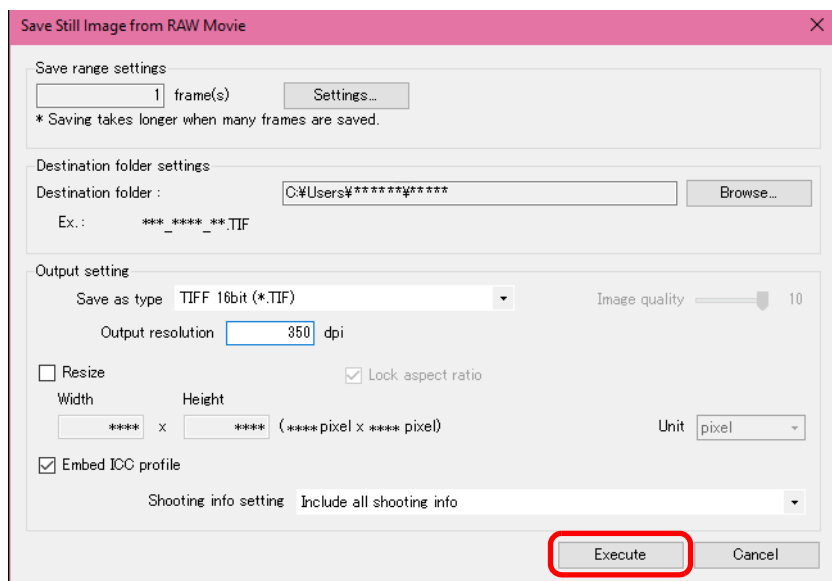 Save Still Image from RAW Movie
Save range settings
1 frame(s) Settings...
* Saving takes longer when many frames are saved.
Destination folder settings
Destination folder : C:¥Users¥******¥***** Browse...
Ex. : ***_****_**.TIF
Output setting
Save as type TIFF 16bit (*.TIF) Image quality 10
Output resolution 350 dpi
Resize Lock aspect ratio
Width Height
**** x **** (****pixel x **** pixel) Unit pixel
Embed ICC profile
Shooting info setting Include all shooting info
Execute Cancel